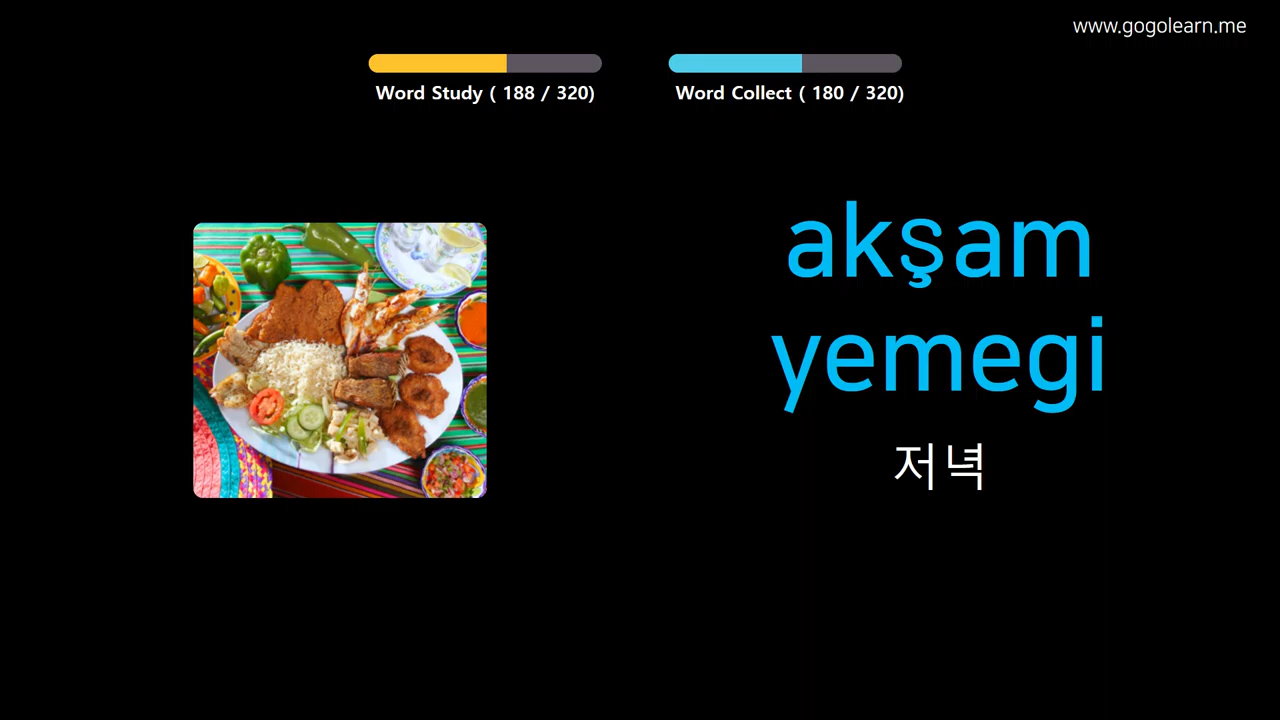 www.gogolearn.me
Word Study ( 188 / 320)
Word Collect ( 180 / 320)
akşam
yemegi
저녁